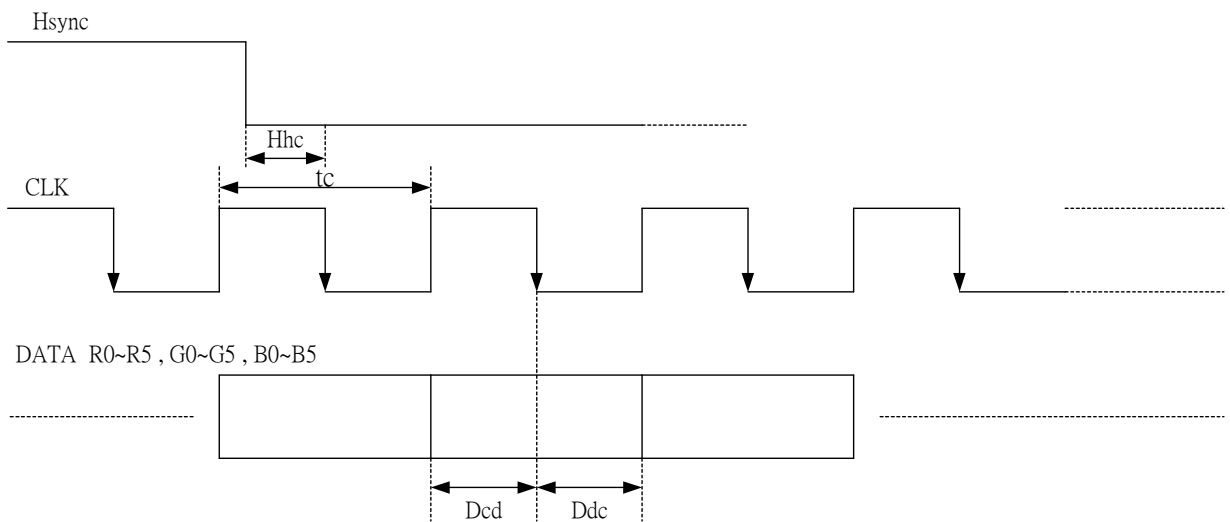 Hsync
Hhc
tc
CLK
DATA R0~R5 , G0~G5 , B0~B5
Dcd Ddc